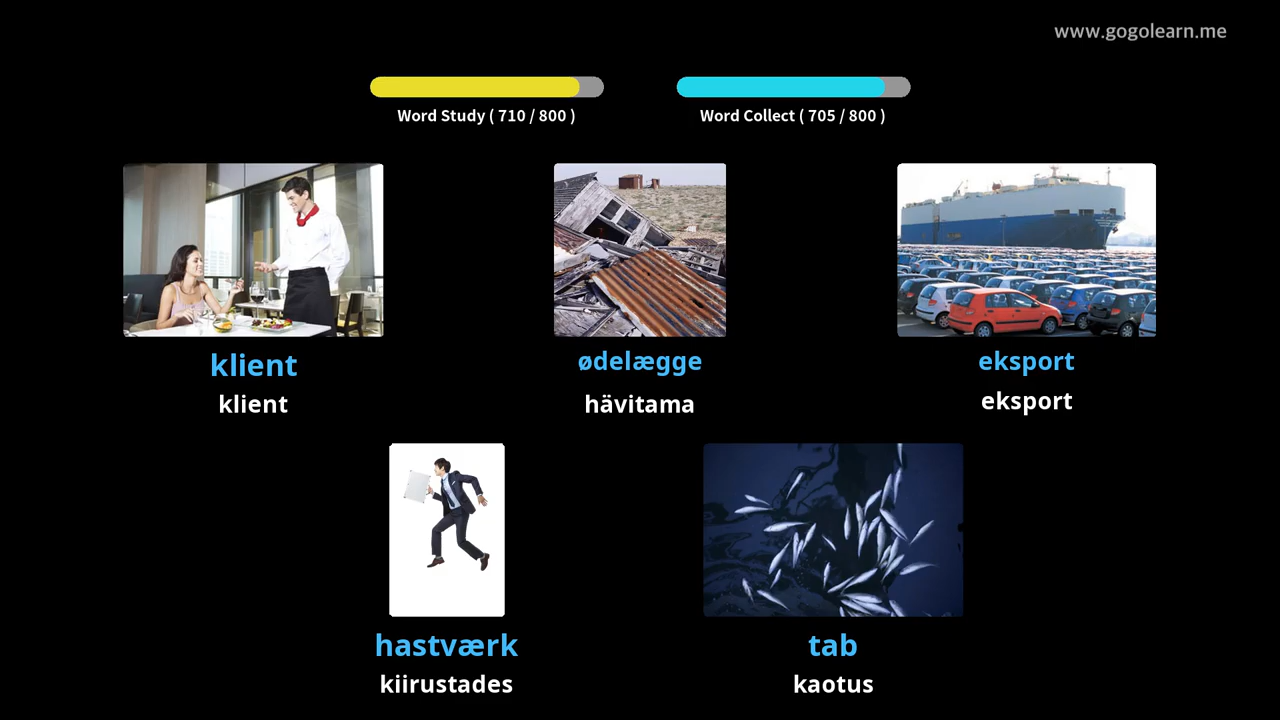 www.gogolearn.me
Word Study ( 710 / 800 )
Word Collect ( 705 / 800 )
klient
klient
ødelægge
hävitama
eksport
eksport
hastværk
kiirustades
tab
kaotus